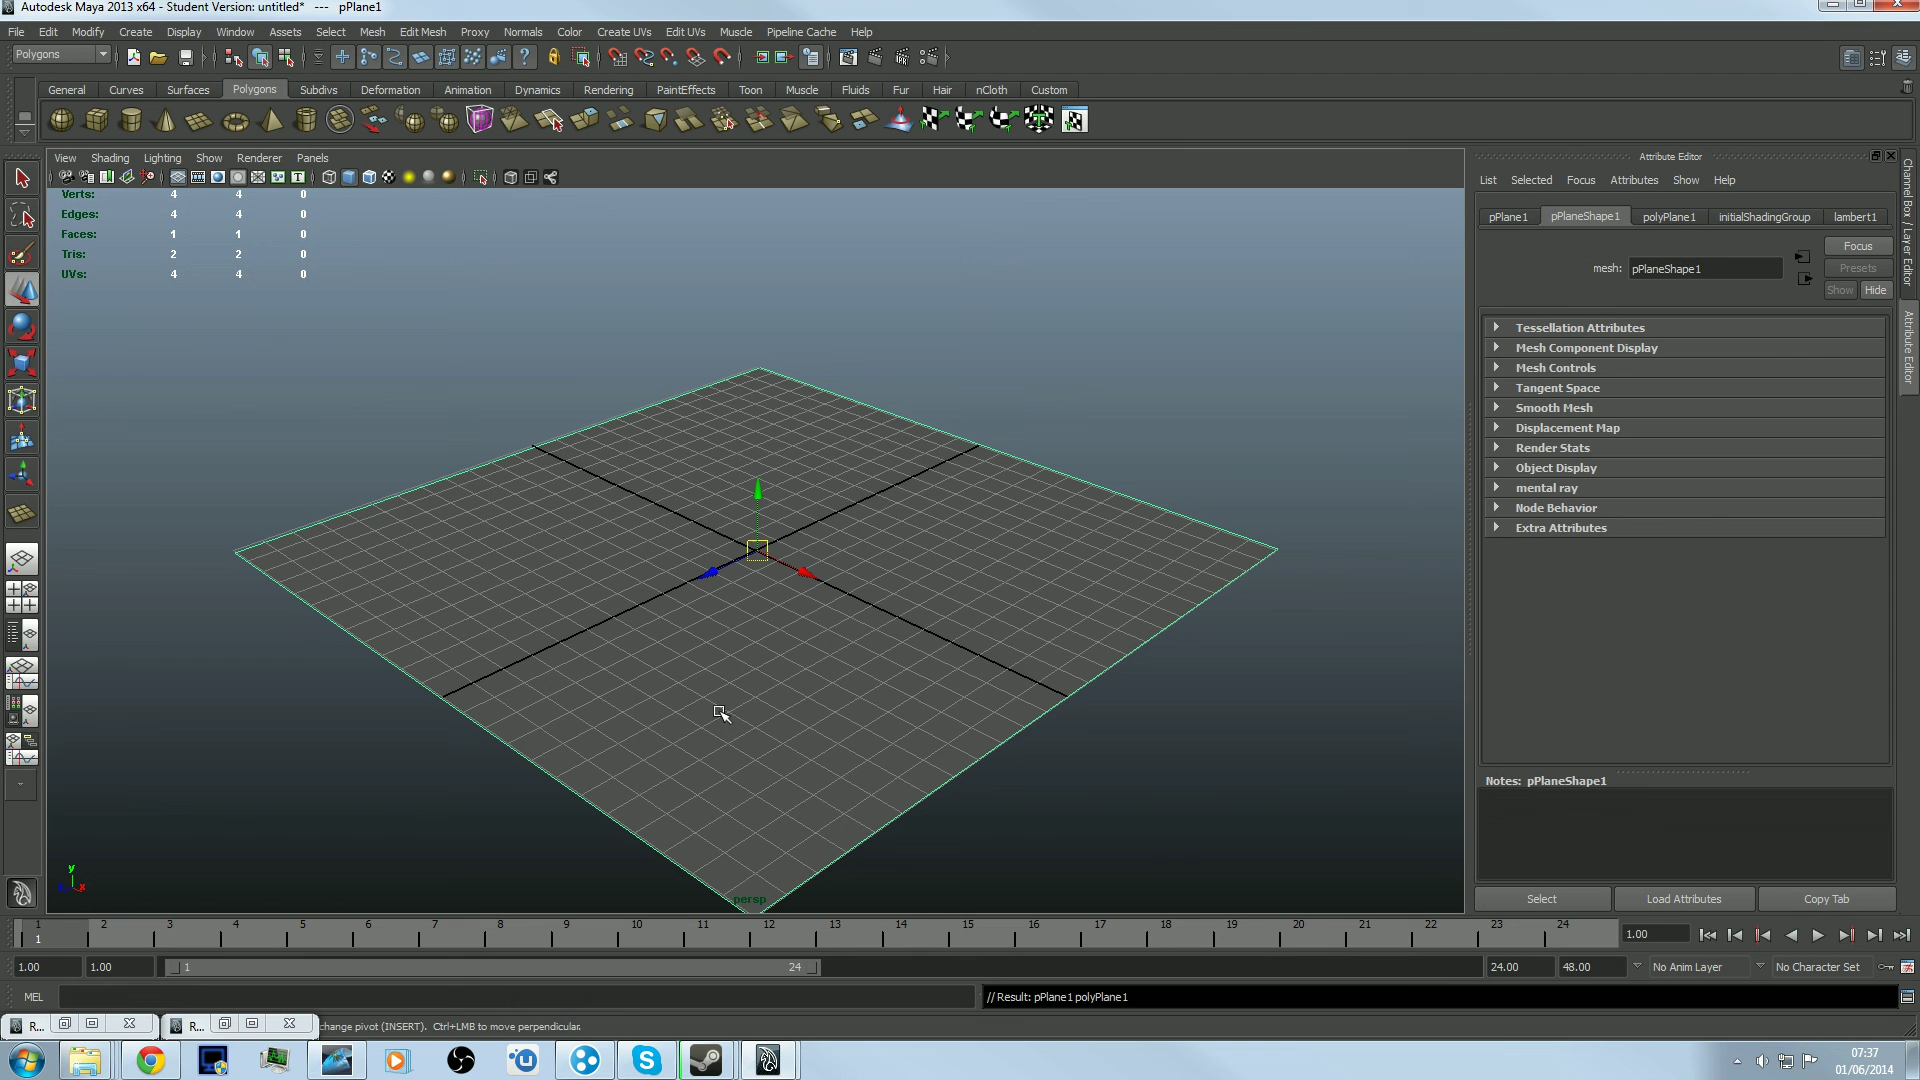 Autodesk Maya 2013 x64 - Student Version: untitled* --- pPlane1
File Edit Modify Create Display Window Assets Select Mesh Edit Mesh Proxy Normals Color Create UVs Edit UVs Muscle Pipeline Cache Help
Polygons
General Curves Surfaces Polygons Subdivs Deformation Animation Dynamics Rendering PaintEffects Toon Muscle Fluids Fur Hair nCloth Custom
View Shading Lighting Show Renderer Panels
Verts: 4 4 0
Edges: 4 4 0
Faces: 1 1 0
Tris: 2 2 0
UVs: 4 4 0
y
x
persp
Attribute Editor
List Selected Focus Attributes Show Help
pPlane1 pPlaneShape1 polyPlane1 initialShadingGroup lambert1
Focus
mesh: pPlaneShape1
Presets
Show Hide
Tessellation Attributes
Mesh Component Display
Mesh Controls
Tangent Space
Smooth Mesh
Displacement Map
Render Stats
Object Display
mental ray
Node Behavior
Extra Attributes
Notes: pPlaneShape1
Select Load Attributes Copy Tab
Channel Box / Layer Editor
Attribute Editor
1 2 3 4 5 6 7 8 9 10 11 12 13 14 15 16 17 18 19 20 21 22 23 24
1
1.00
1.00 1.00 1 24 24.00 48.00 No Anim Layer No Character Set
MEL // Result: pPlane1 polyPlane1
R... R... change pivot (INSERT). Ctrl+LMB to move perpendicular.
07:37
01/06/2014